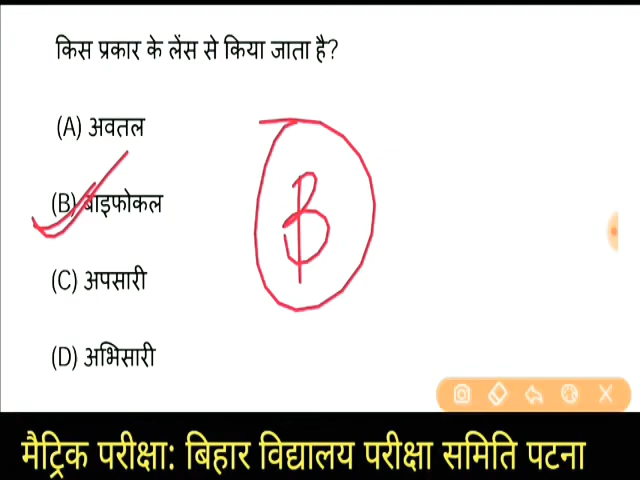 किस प्रकार के लेंस से किया जाता है?
(A) अवतल
(B) बाइफोकल
B
(C) अपसारी
(D) अभिसारी
मैट्रिक परीक्षा: बिहार विद्यालय परीक्षा समिति पटना